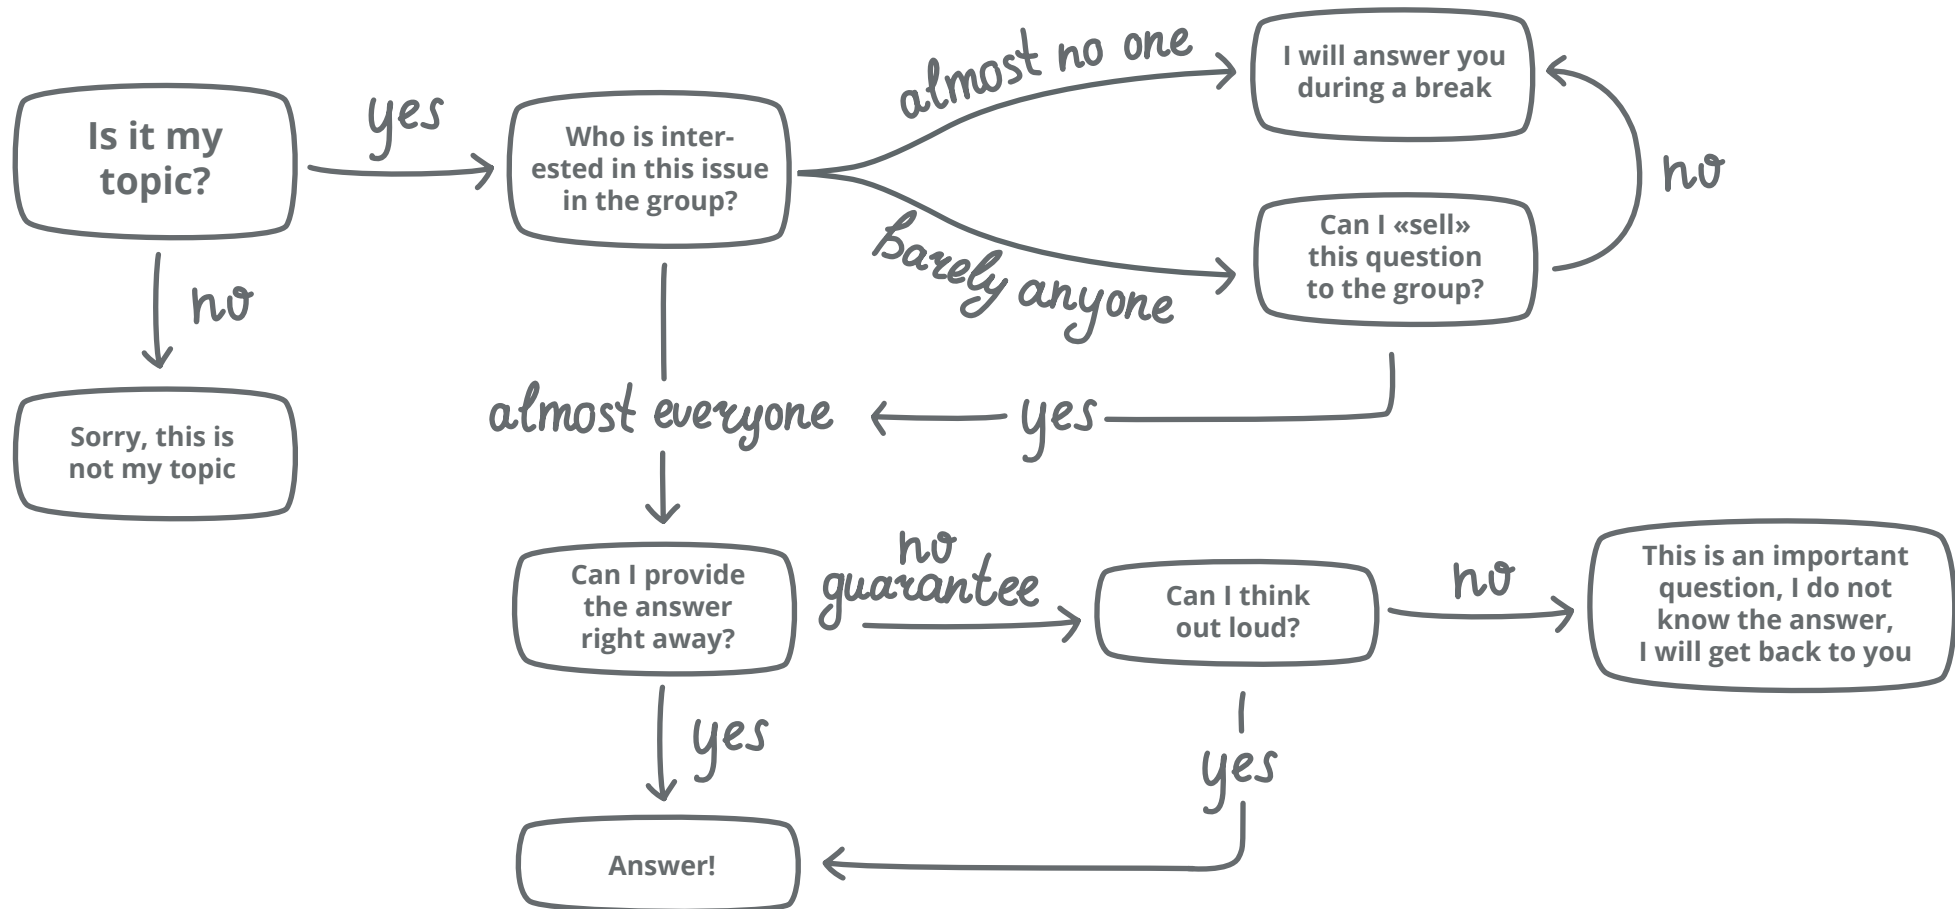 Is it my
topic?
yes
Who is inter-
ested in this issue
in the group?
almost no one
I will answer you
during a break
barely anyone
Can I «sell»
this question
to the group?
no
no
Sorry, this is
not my topic
almost everyone
yes
Can I provide
the answer
right away?
no
guarantee
Can I think
out loud?
no
This is an important
question, I do not
know the answer,
I will get back to you
yes
yes
Answer!